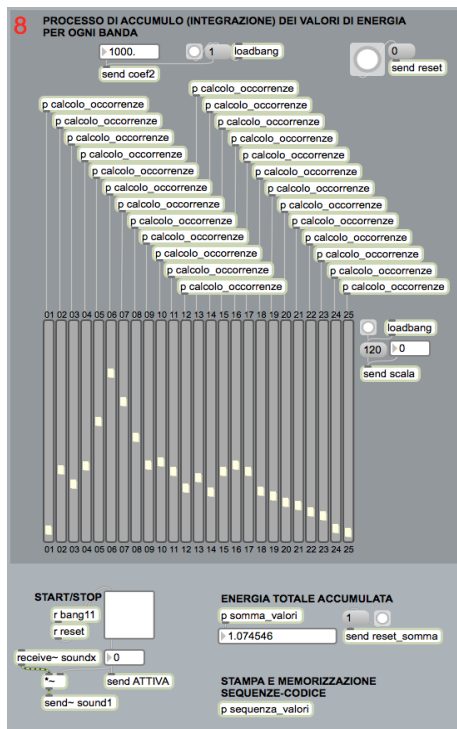 8 PROCESSO DI ACCUMULO (INTEGRAZIONE) DEI VALORI DI ENERGIA
PER OGNI BANDA
1000.
1 loadbang
0
send coef2
send reset
p calcolo_occorrenze
p calcolo_occorrenze p calcolo_occorrenze
p calcolo_occorrenze p calcolo_occorrenze
p calcolo_occorrenze p calcolo_occorrenze
p calcolo_occorrenze p calcolo_occorrenze
p calcolo_occorrenze p calcolo_occorrenze
p calcolo_occorrenze p calcolo_occorrenze
p calcolo_occorrenze p calcolo_occorrenze
p calcolo_occorrenze p calcolo_occorrenze
p calcolo_occorrenze p calcolo_occorrenze
p calcolo_occorrenze p calcolo_occorrenze
p calcolo_occorrenze p calcolo_occorrenze
p calcolo_occorrenze p calcolo_occorrenze
01 02 03 04 05 06 07 08 09 10 11 12 13 14 15 16 17 18 19 20 21 22 23 24 25
loadbang
120 0
send scala
01 02 03 04 05 06 07 08 09 10 11 12 13 14 15 16 17 18 19 20 21 22 23 24 25
START/STOP
r bang11
r reset
receive~ soundx 0
*~ send ATTIVA
send~ sound1
ENERGIA TOTALE ACCUMULATA
p somma_valori 1
1.074546 send reset_somma
STAMPA E MEMORIZZAZIONE
SEQUENZE-CODICE
p sequenza_valori